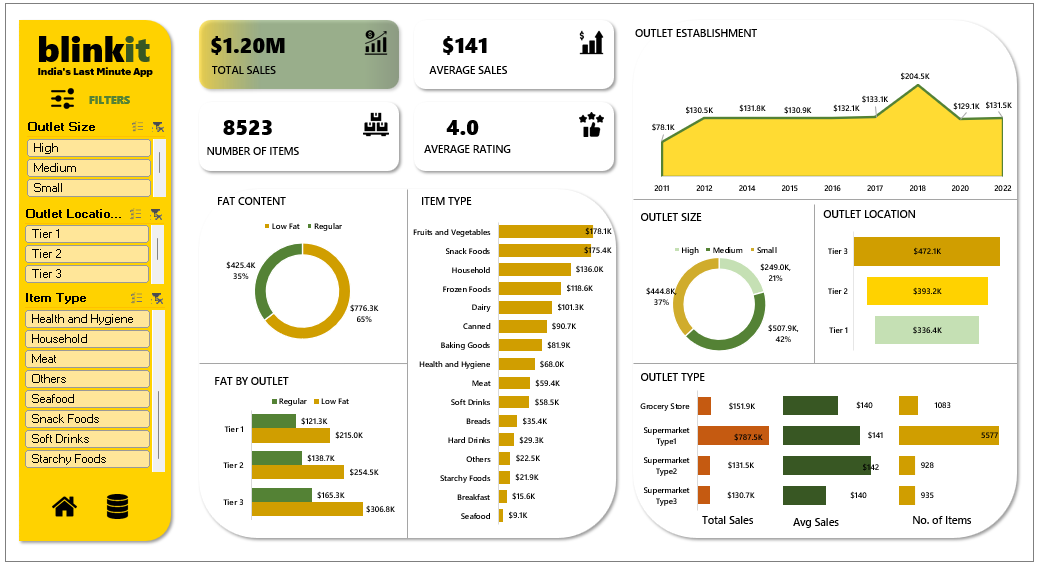 blinkit
India's Last Minute App
FILTERS
Outlet Size
High
Medium
Small
Outlet Locatio...
Tier 1
Tier 2
Tier 3
Item Type
Health and Hygiene
Household
Meat
Others
Seafood
Snack Foods
Soft Drinks
Starchy Foods
$1.20M
TOTAL SALES
$141
AVERAGE SALES
8523
NUMBER OF ITEMS
4.0
AVERAGE RATING
FAT CONTENT
Low Fat Regular
$425.4K
35%
$776.3K
65%
FAT BY OUTLET
Regular Low Fat
Tier 1 $121.3K
$215.0K
Tier 2 $138.7K
$254.5K
Tier 3 $165.3K
$306.8K
ITEM TYPE
Fruits and Vegetables $178.1K
Snack Foods $175.4K
Household $136.0K
Frozen Foods $118.6K
Dairy $101.3K
Canned $90.7K
Baking Goods $81.9K
Health and Hygiene $68.0K
Meat $59.4K
Soft Drinks $58.5K
Breads $35.4K
Hard Drinks $29.3K
Others $22.5K
Starchy Foods $21.9K
Breakfast $15.6K
Seafood $9.1K
OUTLET ESTABLISHMENT
$78.1K $130.5K $131.8K $130.9K $132.1K $133.1K $204.5K $129.1K $131.5K
2011 2012 2014 2015 2016 2017 2018 2020 2022
OUTLET SIZE
High Medium Small
$249.0K,
21%
$444.8K,
37%
$507.9K,
42%
OUTLET LOCATION
Tier 3 $472.1K
Tier 2 $393.2K
Tier 1 $336.4K
OUTLET TYPE
Grocery Store $151.9K $140 1083
Supermarket
Type1 $787.5K $141 5577
Supermarket
Type2 $131.5K $142 928
Supermarket
Type3 $130.7K $140 935
Total Sales Avg Sales No. of Items